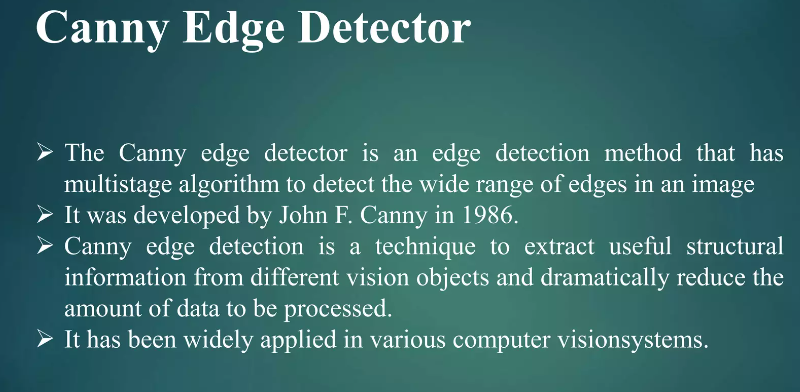 Canny Edge Detector
➤ The Canny edge detector is an edge detection method that has
multistage algorithm to detect the wide range of edges in an image
➤ It was developed by John F. Canny in 1986.
➤ Canny edge detection is a technique to extract useful structural
information from different vision objects and dramatically reduce the
amount of data to be processed.
➤ It has been widely applied in various computer visionsystems.